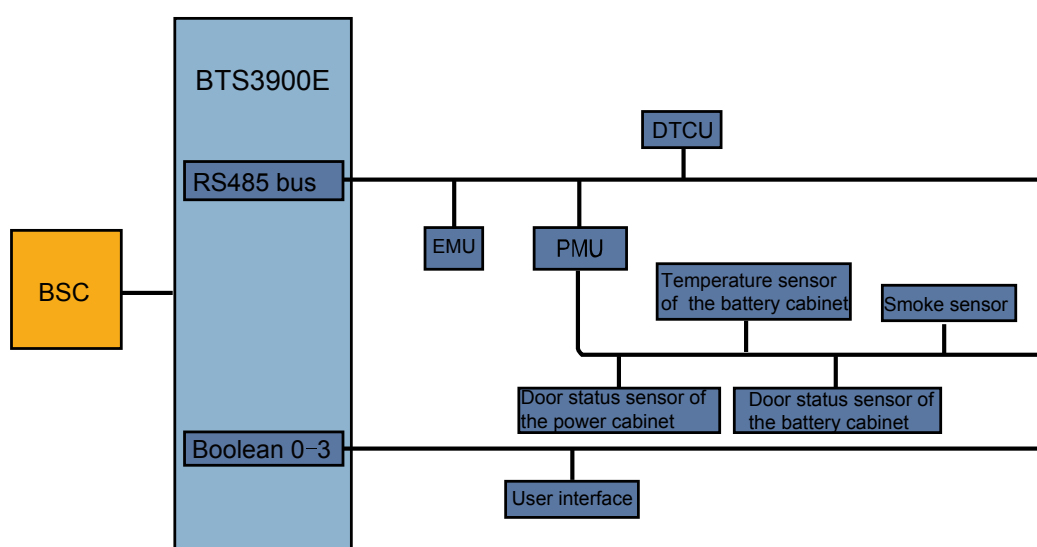 BTS3900E
DTCU
RS485 bus
EMU
PMU
BSC
Temperature sensor
of the battery cabinet
Smoke sensor
Door status sensor of
the power cabinet
Door status sensor of
the battery cabinet
Boolean 0−3
User interface